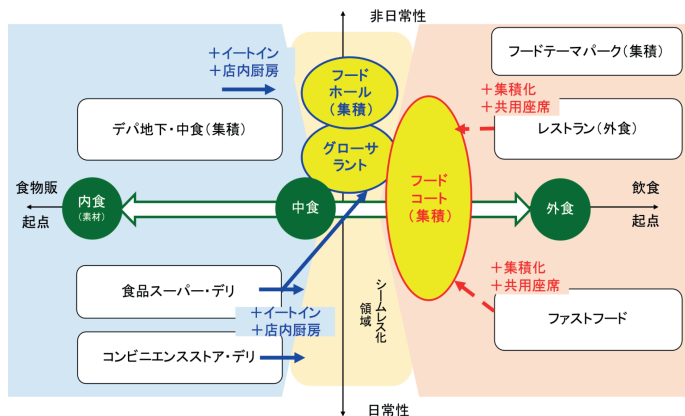 非日常性
＋イートイン
＋店内厨房
フード
ホール
（集積）
フードテーマパーク（集積）
＋集積化
＋共用座席
デパ地下・中食（集積）
グローサ
ラント
レストラン（外食）
食物販
起点
内食
（素材）
中食
フード
コート
（集積）
外食
飲食
起点
食品スーパー・デリ
＋イートイン
＋店内厨房
シームレス化
領域
＋集積化
＋共用座席
ファストフード
コンビニエンスストア・デリ
日常性